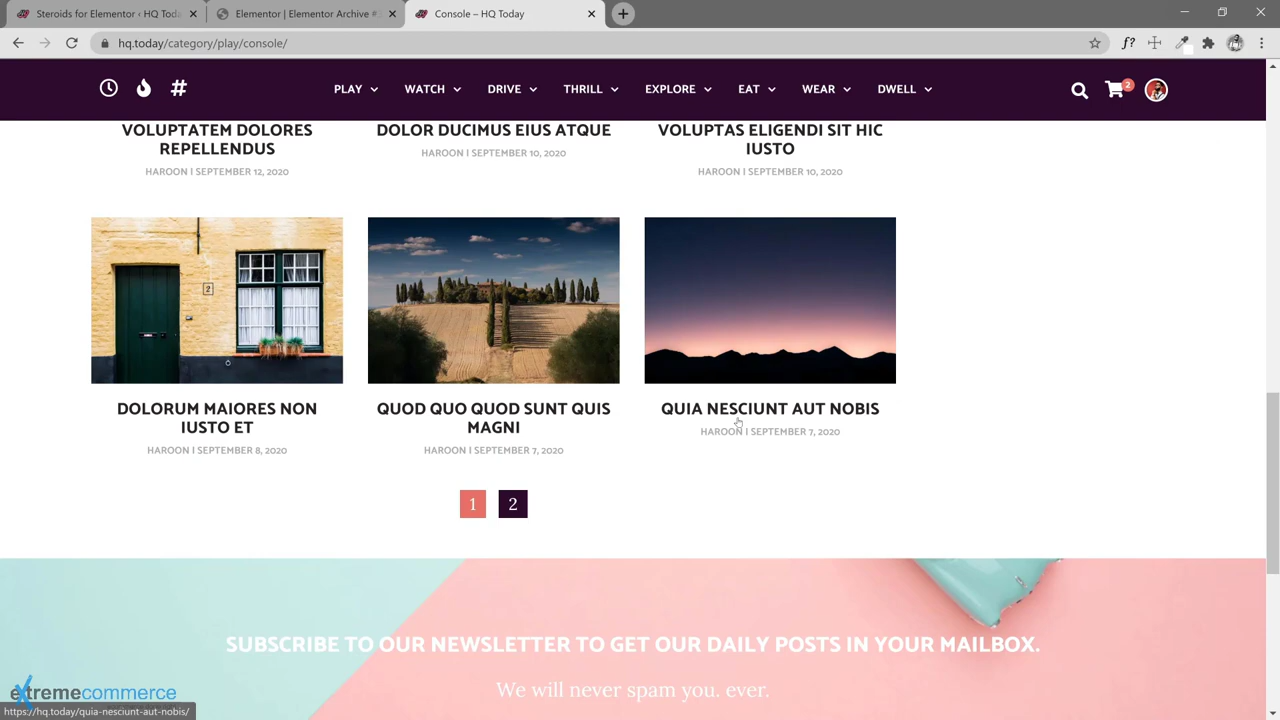 Steroids for Elementor ‹ HQ Tod
Elementor | Elementor Archive #
Console – HQ Today
hq.today/category/play/console/
f?
#
PLAY
WATCH
DRIVE
THRILL
EXPLORE
EAT
WEAR
DWELL
2
VOLUPTATEM DOLORES
REPELLENDUS
HAROON | SEPTEMBER 12, 2020
DOLOR DUCIMUS EIUS ATQUE
HAROON | SEPTEMBER 10, 2020
VOLUPTAS ELIGENDI SIT HIC
IUSTO
HAROON | SEPTEMBER 10, 2020
2
DOLORUM MAIORES NON
IUSTO ET
HAROON | SEPTEMBER 8, 2020
QUOD QUO QUOD SUNT QUIS
MAGNI
HAROON | SEPTEMBER 7, 2020
QUIA NESCIUNT AUT NOBIS
HAROON | SEPTEMBER 7, 2020
1 2
SUBSCRIBE TO OUR NEWSLETTER TO GET OUR DAILY POSTS IN YOUR MAILBOX.
We will never spam you. ever.
extremecommerce
https://hq.today/quia-nesciunt-aut-nobis/